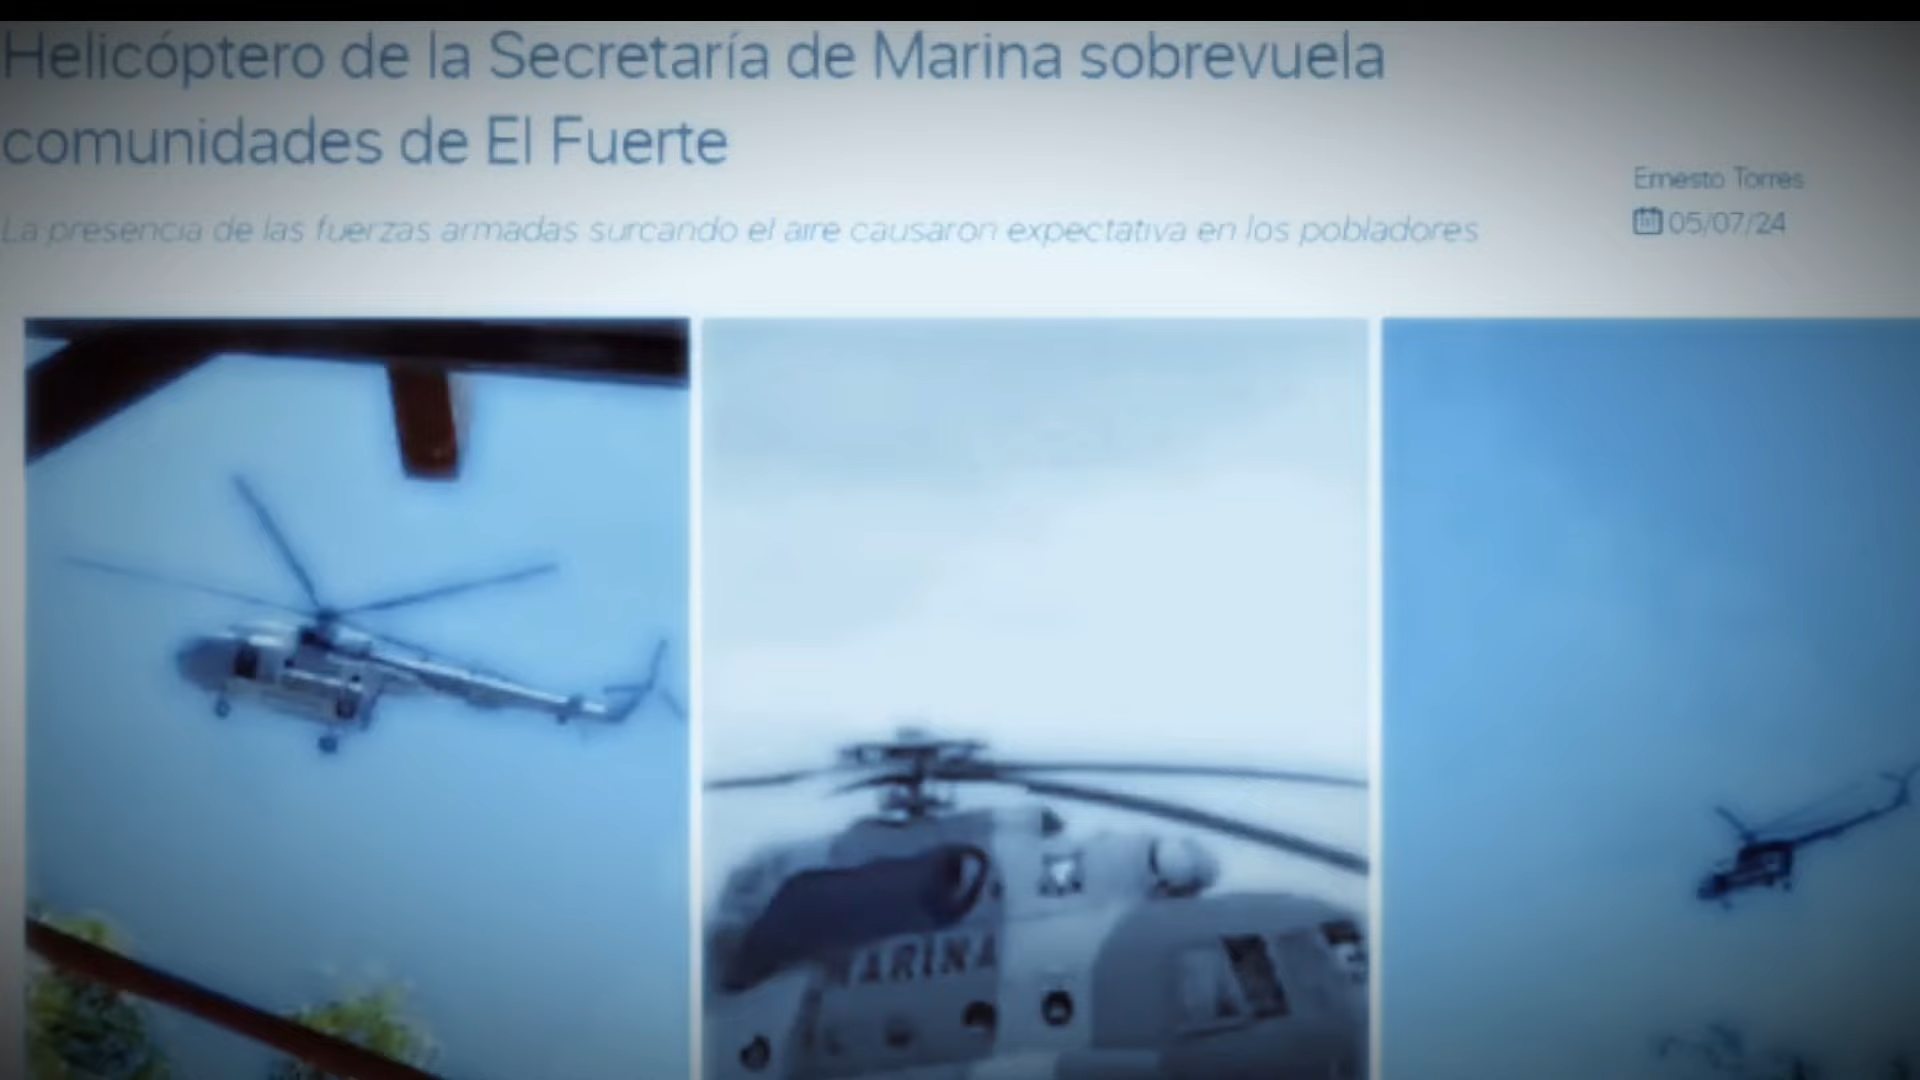 Helicóptero de la Secretaría de Marina sobrevuela
comunidades de El Fuerte
La presencia de las fuerzas armadas surcando el aire causaron expectativa en los pobladores
Ernesto Torres
05/07/24
MARINA